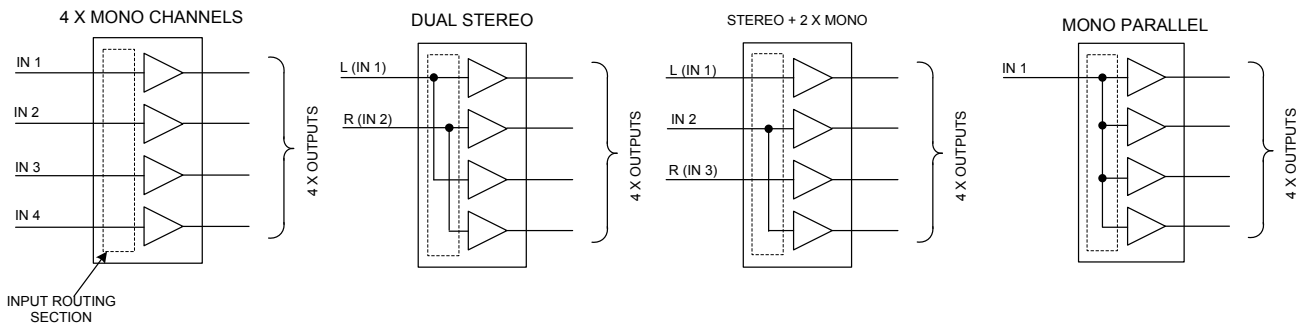 4 X MONO CHANNELS
IN 1
IN 2
IN 3
IN 4
4 X OUTPUTS
INPUT ROUTING
SECTION
DUAL STEREO
L (IN 1)
R (IN 2)
4 X OUTPUTS
STEREO + 2 X MONO
L (IN 1)
IN 2
R (IN 3)
4 X OUTPUTS
MONO PARALLEL
IN 1
4 X OUTPUTS